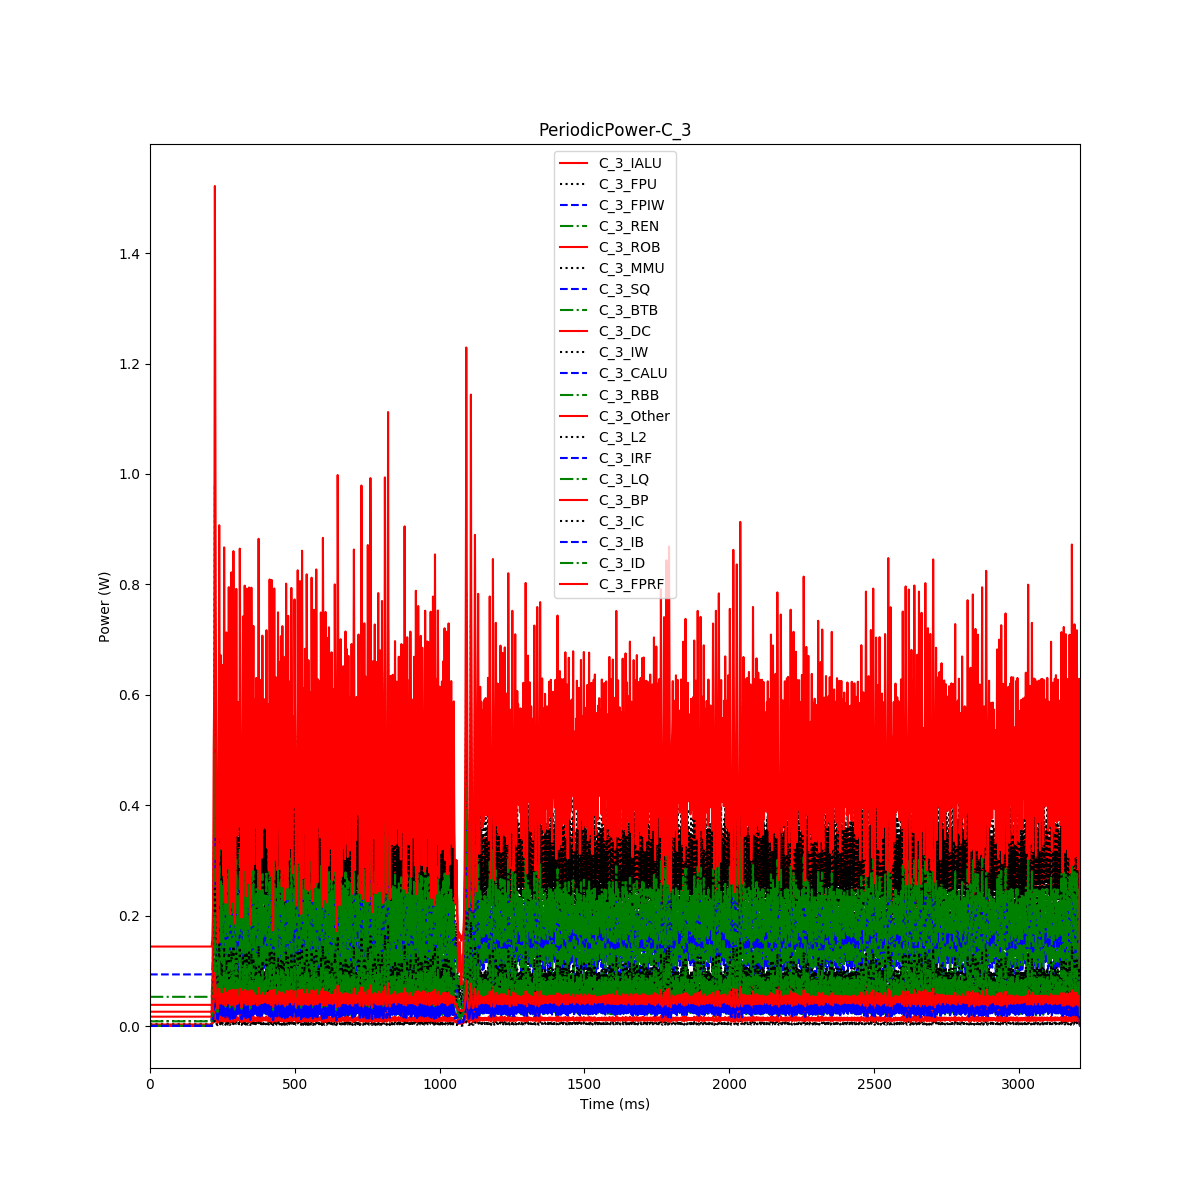 PeriodicPower-C_3
C_3_IALU
C_3_FPU
C_3_FPIW
C_3_REN
C_3_ROB
C_3_MMU
C_3_SQ
C_3_BTB
C_3_DC
C_3_IW
C_3_CALU
C_3_RBB
C_3_Other
C_3_L2
C_3_IRF
C_3_LQ
C_3_BP
C_3_IC
C_3_IB
C_3_ID
C_3_FPRF
Power (W)
1.4
1.2
1.0
0.8
0.6
0.4
0.2
0.0
0 500 1000 1500 2000 2500 3000
Time (ms)